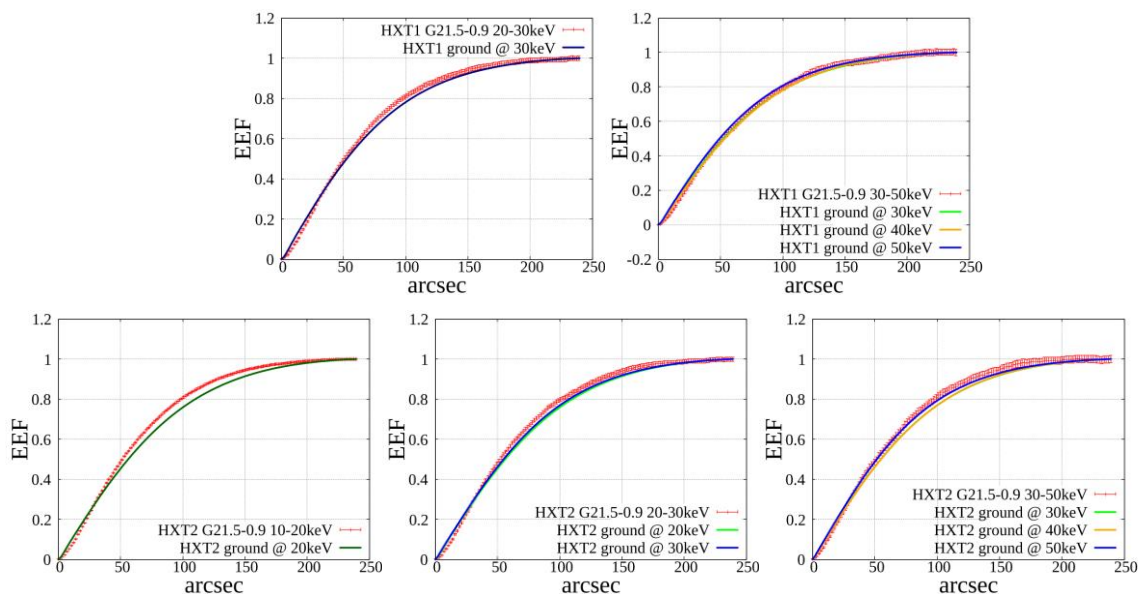 1.2
1
0.8
0.6
0.4
0.2
0
EEF
HXT1 G21.5-0.9 20-30keV
HXT1 ground @ 30keV
0 50 100 150 200 250
arcsec
1.2
1
0.8
0.6
0.4
0.2
0
-0.2
EEF
HXT1 G21.5-0.9 30-50keV
HXT1 ground @ 30keV
HXT1 ground @ 40keV
HXT1 ground @ 50keV
0 50 100 150 200 250
arcsec
1.2
1
0.8
0.6
0.4
0.2
0
EEF
HXT2 G21.5-0.9 10-20keV
HXT2 ground @ 20keV
0 50 100 150 200 250
arcsec
1.2
1
0.8
0.6
0.4
0.2
0
EEF
HXT2 G21.5-0.9 20-30keV
HXT2 ground @ 20keV
HXT2 ground @ 30keV
0 50 100 150 200 250
arcsec
1.2
1
0.8
0.6
0.4
0.2
0
EEF
HXT2 G21.5-0.9 30-50keV
HXT2 ground @ 30keV
HXT2 ground @ 40keV
HXT2 ground @ 50keV
0 50 100 150 200 250
arcsec